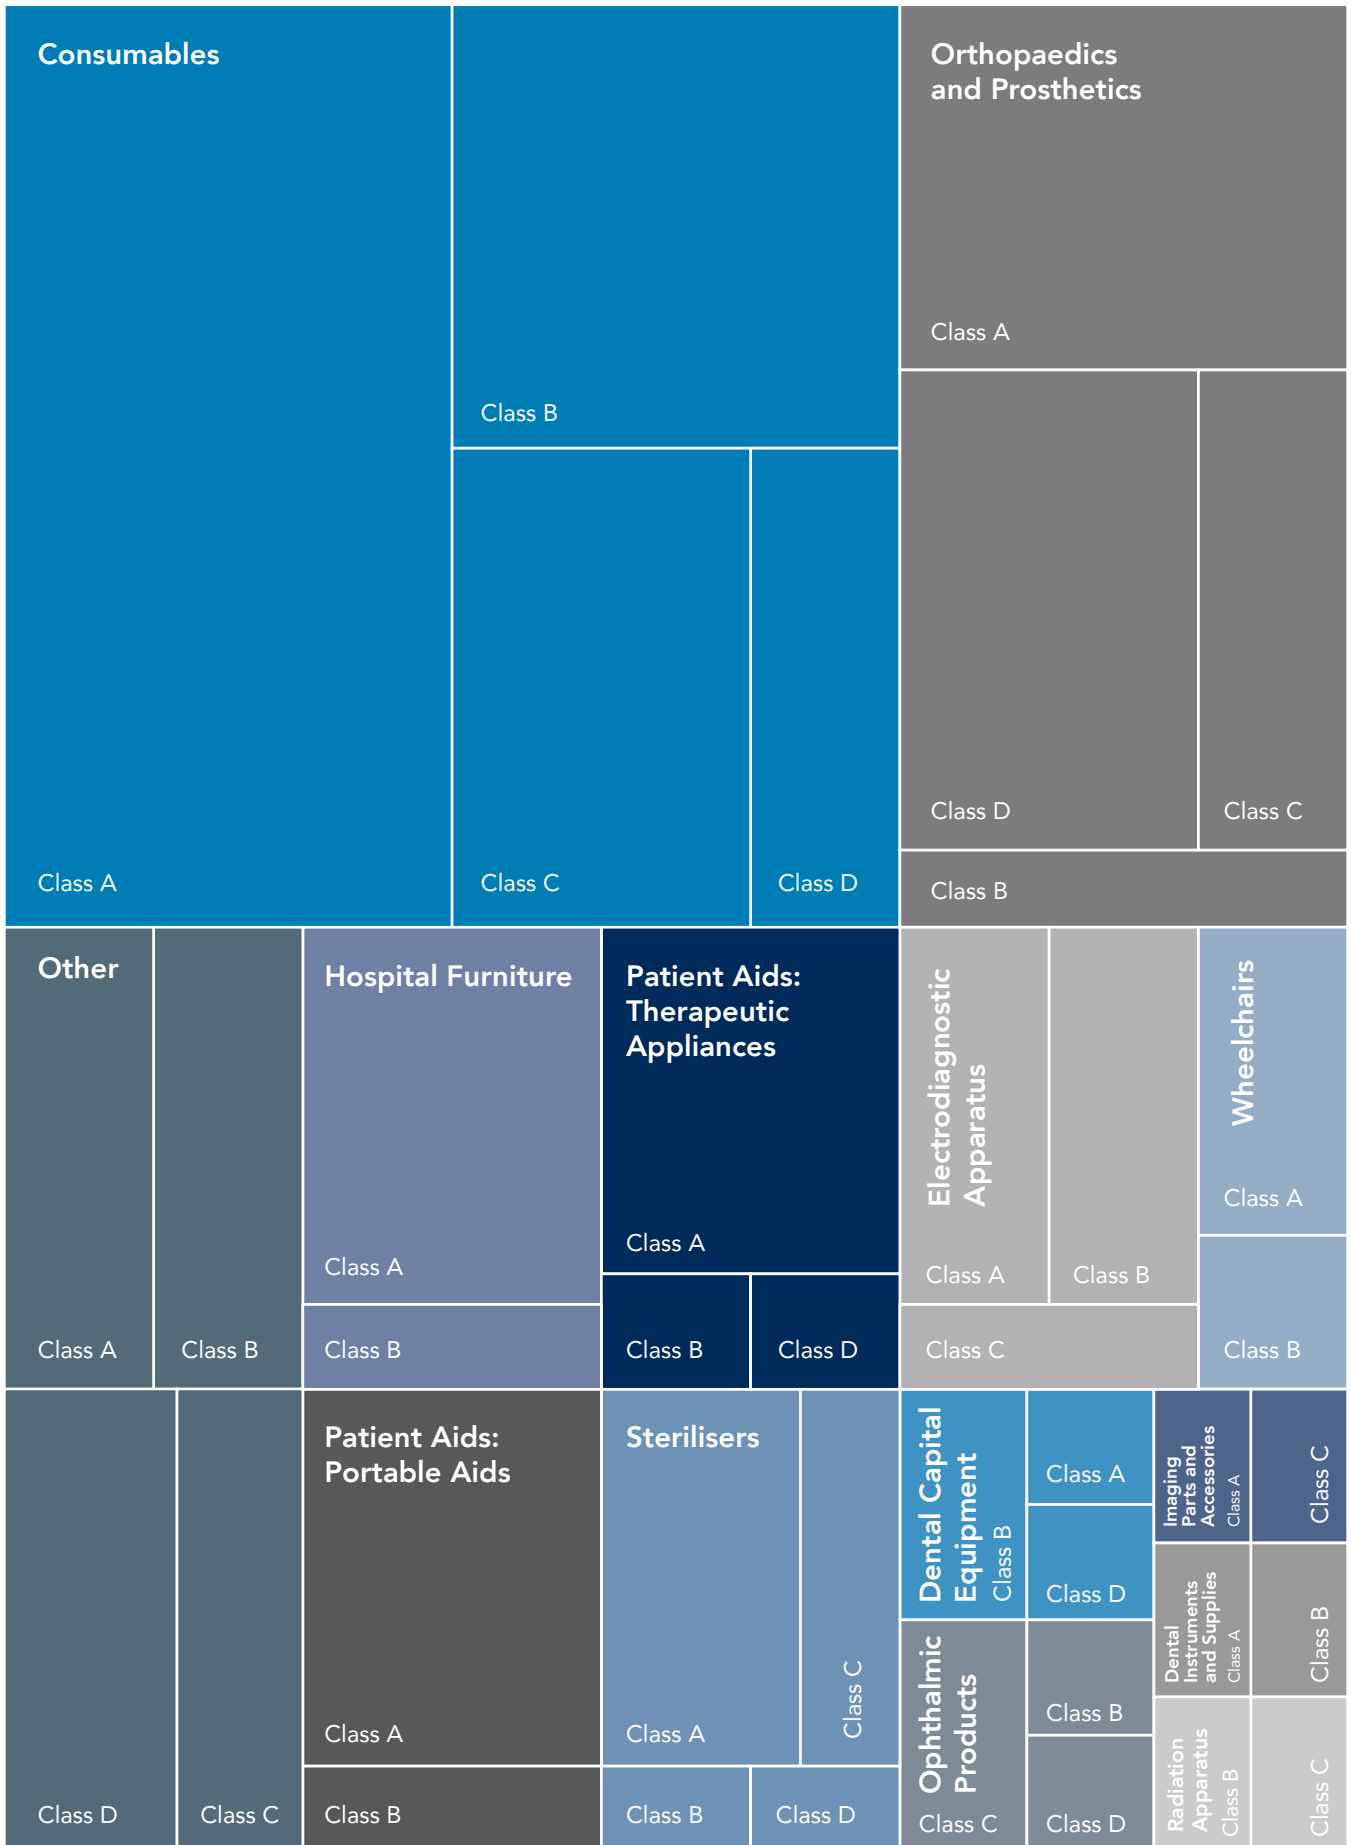 Consumables
Class A
Class B
Class C
Class D
Orthopaedics
and Prosthetics
Class A
Class D
Class C
Class B
Other
Class A
Class B
Class D
Class C
Hospital Furniture
Class A
Class B
Patient Aids:
Therapeutic
Appliances
Class A
Class B
Class D
Electrodiagnostic
Apparatus
Class A
Class B
Class C
Wheelchairs
Class A
Class B
Patient Aids:
Portable Aids
Class A
Class B
Sterilisers
Class A
Class C
Class B
Class D
Dental Capital
Equipment
Class B
Class A
Class D
Ophthalmic
Products
Class C
Class B
Class D
Imaging
Parts and
Accessories
Class A
Class C
Dental
Instruments
and Supplies
Class A
Class B
Radiation
Apparatus
Class B
Class C